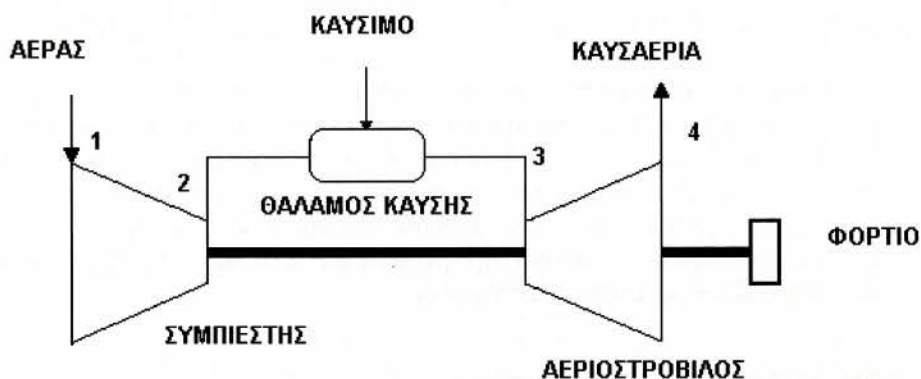 ΚΑΥΣΙΜΟ
ΑΕΡΑΣ
ΚΑΥΣΑΕΡΙΑ
1
4
2
3
ΘΑΛΑΜΟΣ ΚΑΥΣΗΣ
ΦΟΡΤΙΟ
ΣΥΜΠΙΕΣΤΗΣ
ΑΕΡΙΟΣΤΡΟΒΙΛΟΣ